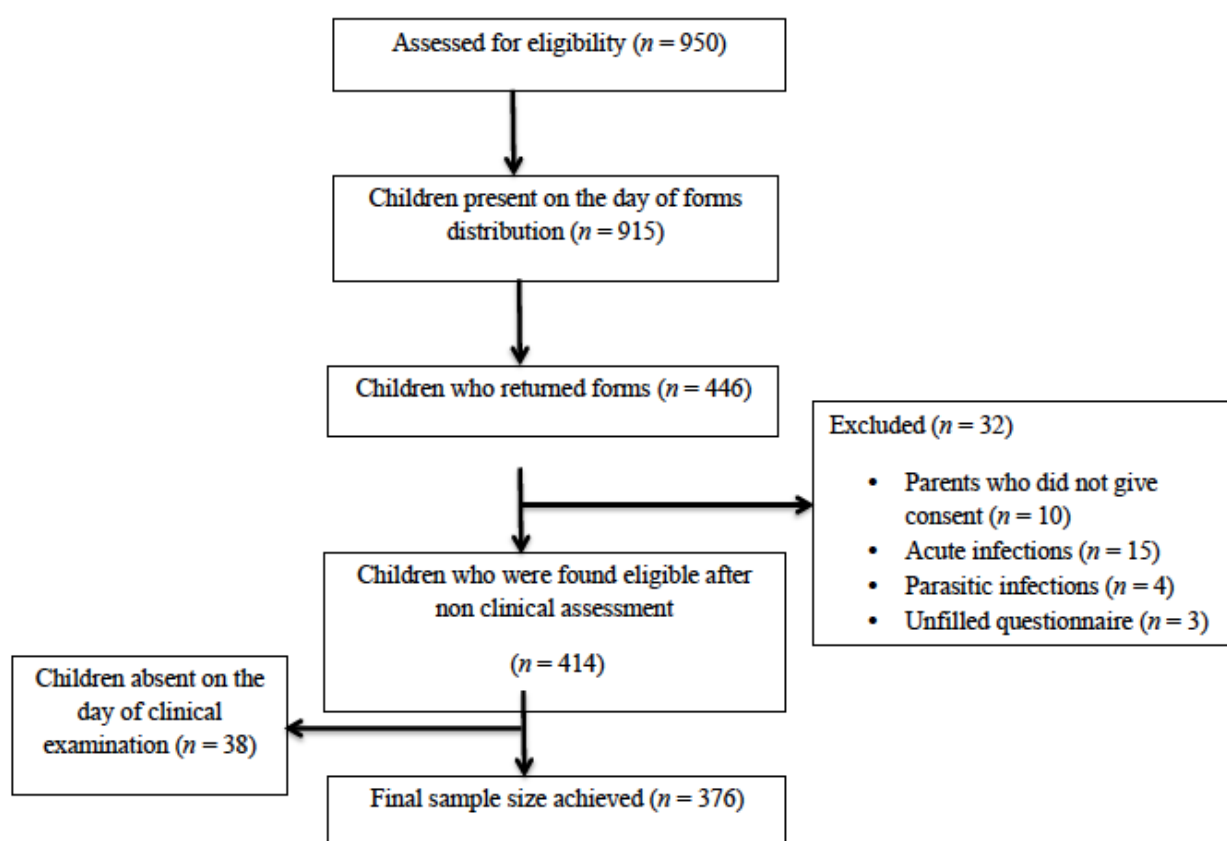 Assessed for eligibility (n = 950)
Children present on the day of forms
distribution (n = 915)
Children who returned forms (n = 446)
Excluded (n = 32)
• Parents who did not give
consent (n = 10)
• Acute infections (n = 15)
• Parasitic infections (n = 4)
• Unfilled questionnaire (n = 3)
Children who were found eligible after
non clinical assessment
(n = 414)
Children absent on the
day of clinical
examination (n = 38)
Final sample size achieved (n = 376)